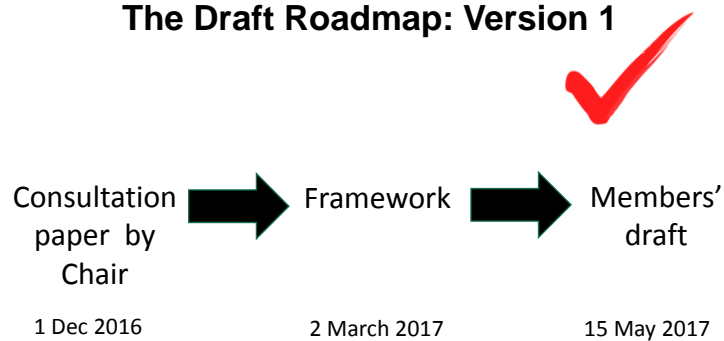 The Draft Roadmap: Version 1
Consultation
paper by
Chair
Framework
Members’
draft
1 Dec 2016
2 March 2017
15 May 2017